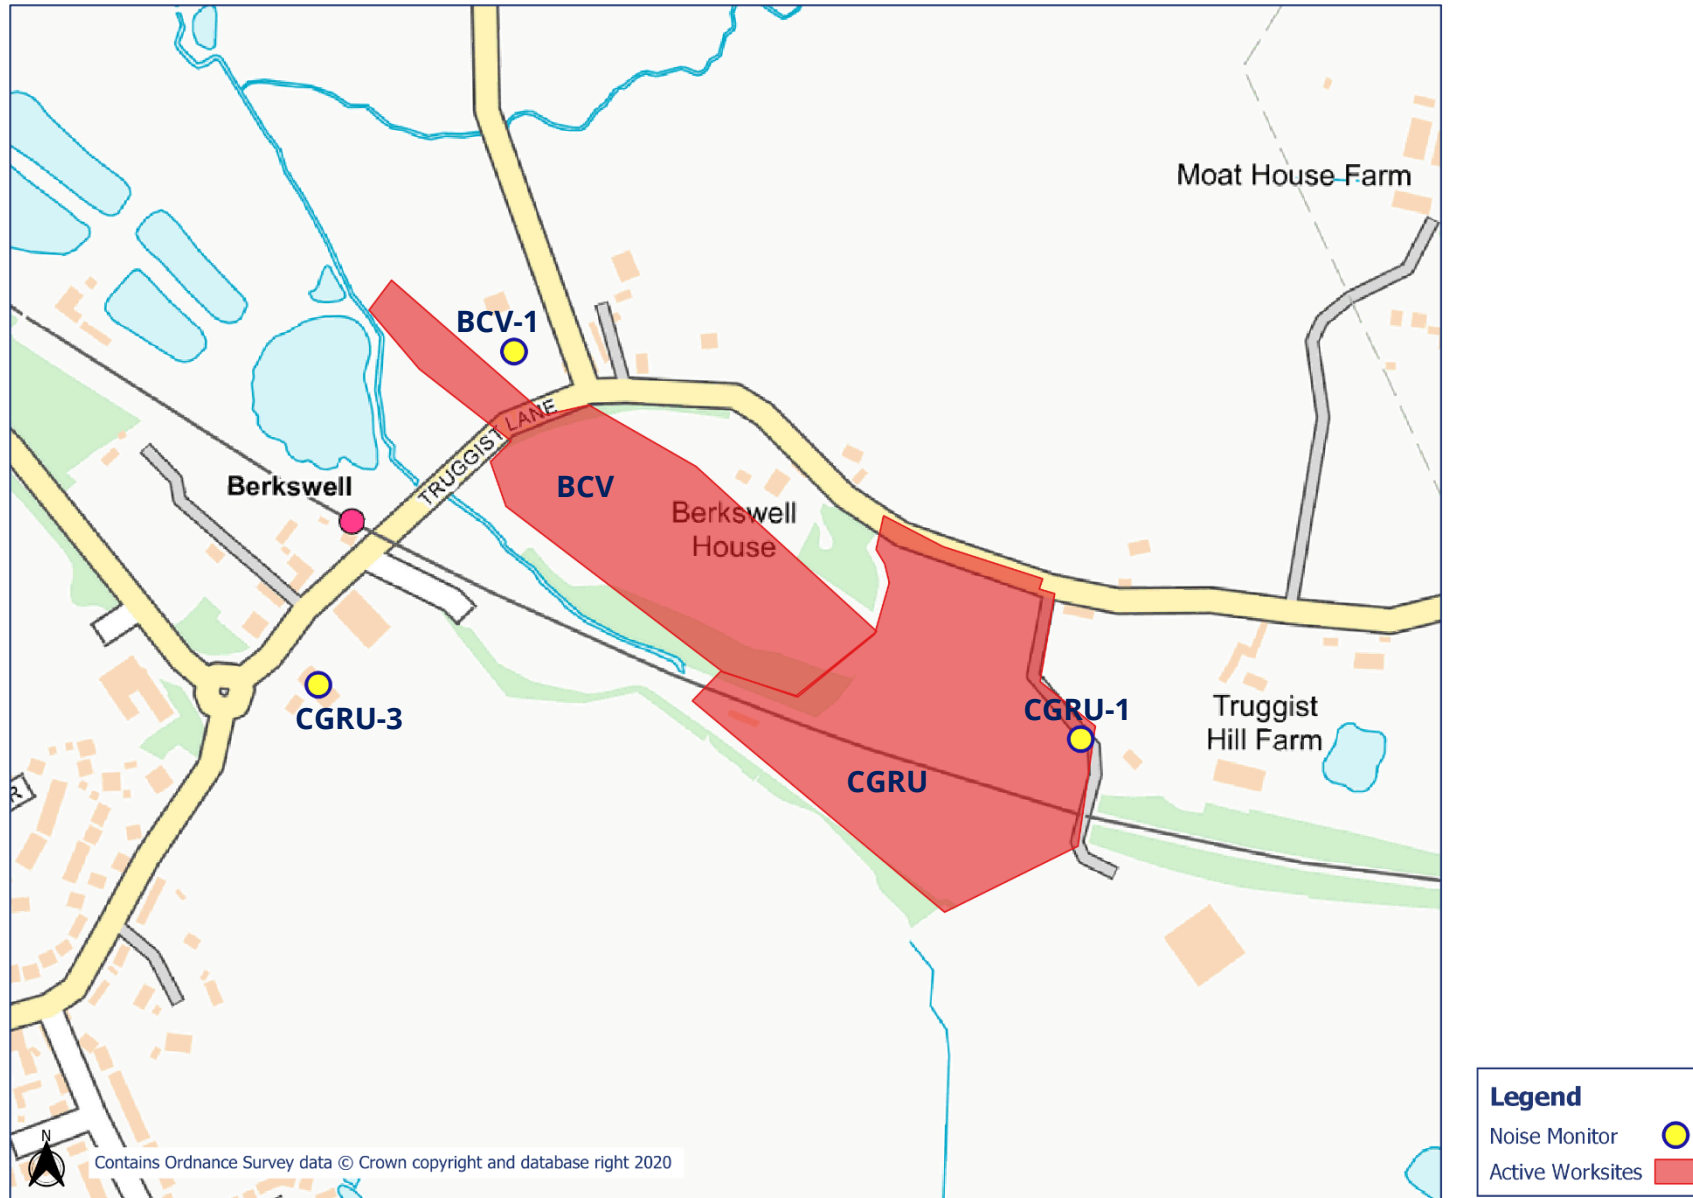 Moat House Farm
BCV-1
TRUGGIST LANE
Berkswell
BCV
Berkswell
House
CGRU-3
CGRU-1
Truggist
Hill Farm
CGRU
R
N
Contains Ordnance Survey data © Crown copyright and database right 2020
Legend
Noise Monitor
Active Worksites